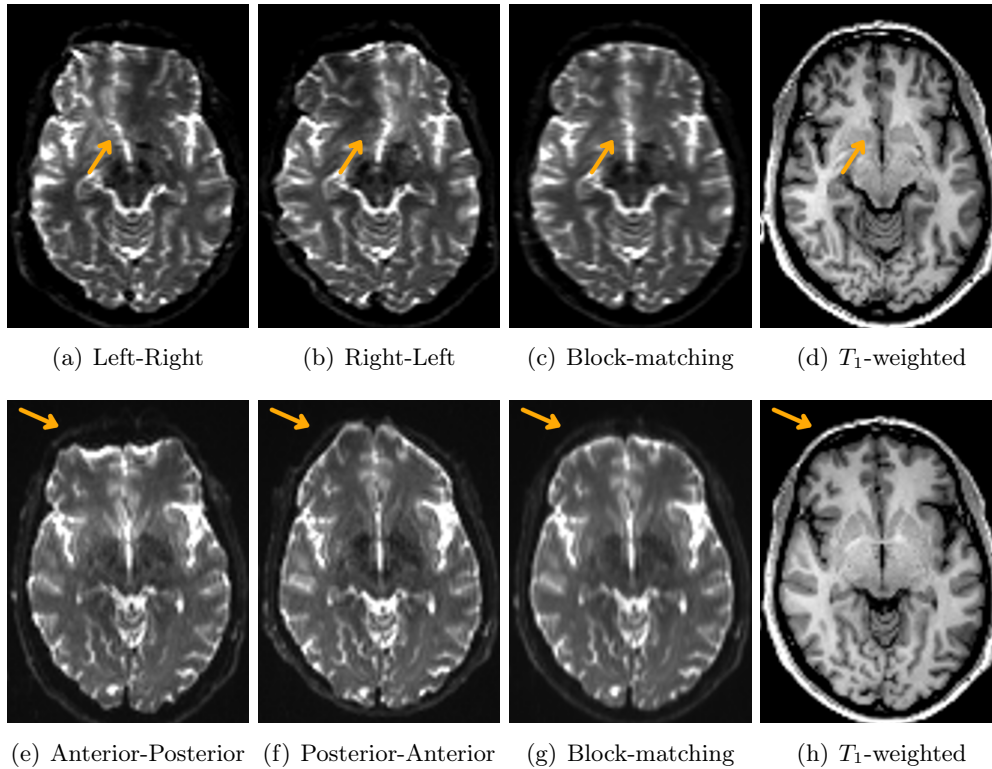 (a) Left-Right (b) Right-Left (c) Block-matching (d) T₁-weighted
(e) Anterior-Posterior (f) Posterior-Anterior (g) Block-matching (h) T₁-weighted